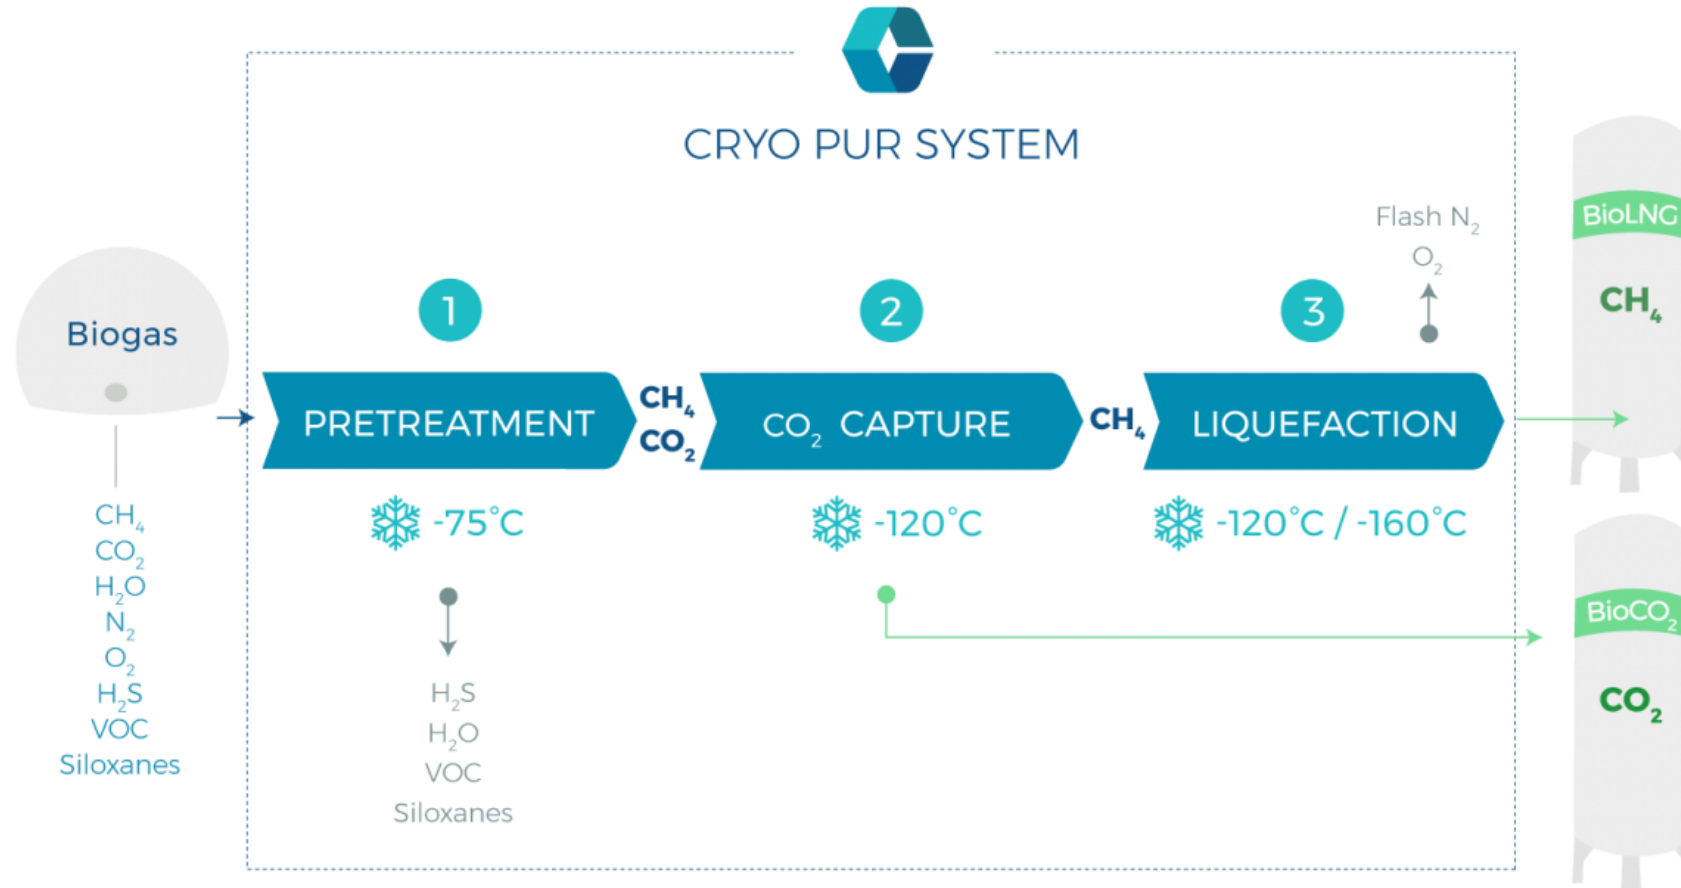 CRYO PUR SYSTEM
Biogas
CH₄
CO₂
H₂O
N₂
O₂
H₂S
VOC
Siloxanes
1
PRETREATMENT
-75°C
H₂S
H₂O
VOC
Siloxanes
CH₄
CO₂
2
CO₂ CAPTURE
-120°C
CH₄
3
LIQUEFACTION
-120°C / -160°C
Flash N₂
O₂
BioLNG
CH₄
BioCO₂
CO₂